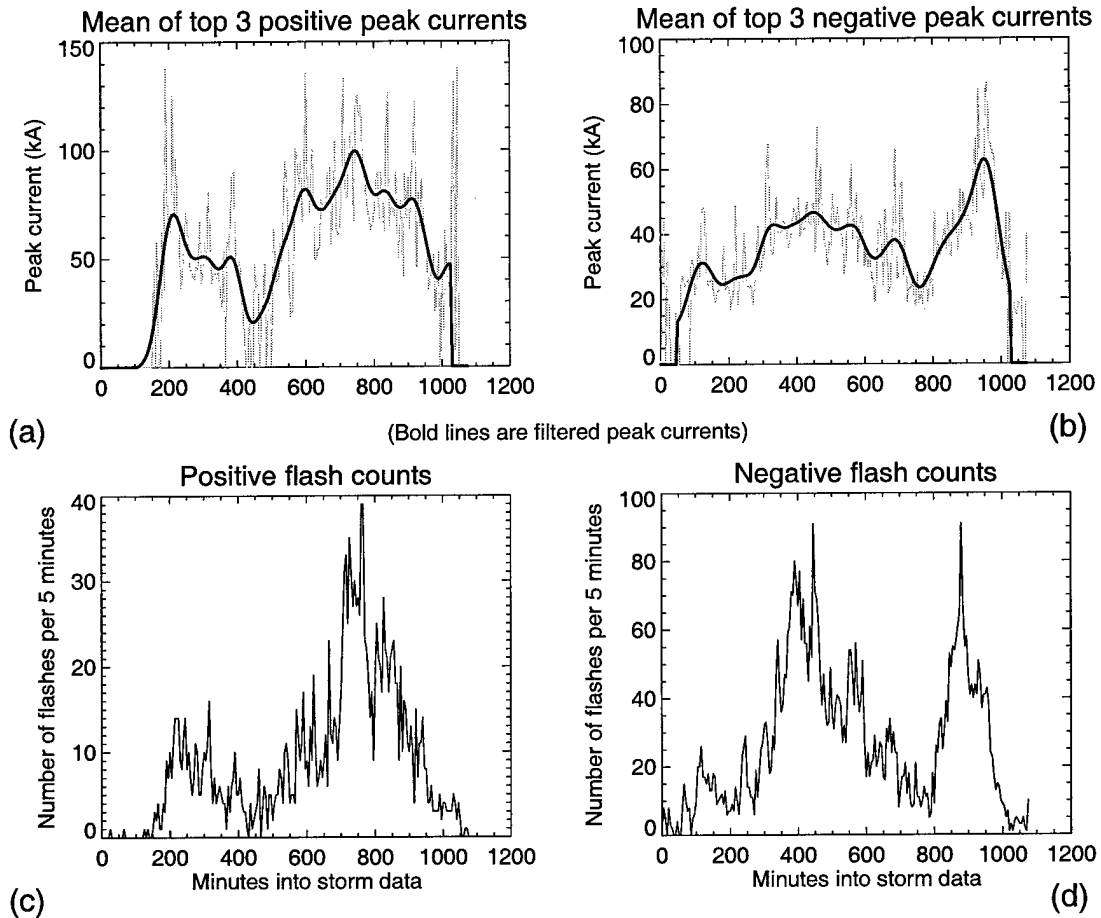 Mean of top 3 positive peak currents
Peak current (kA)
150
100
50
0
0 200 400 600 800 1000 1200
(a)
Mean of top 3 negative peak currents
Peak current (kA)
100
80
60
40
20
0
0 200 400 600 800 1000 1200
(b)
(Bold lines are filtered peak currents)
Positive flash counts
Number of flashes per 5 minutes
40
30
20
10
0
0 200 400 600 800 1000 1200
Minutes into storm data
(c)
Negative flash counts
Number of flashes per 5 minutes
100
80
60
40
20
0
0 200 400 600 800 1000 1200
Minutes into storm data
(d)